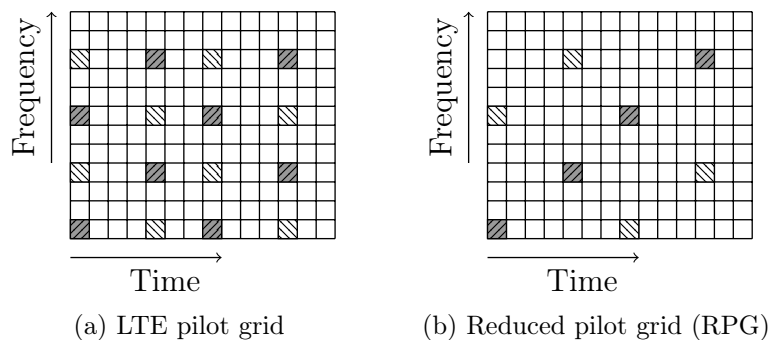 Frequency
Time
(a) LTE pilot grid
Frequency
Time
(b) Reduced pilot grid (RPG)